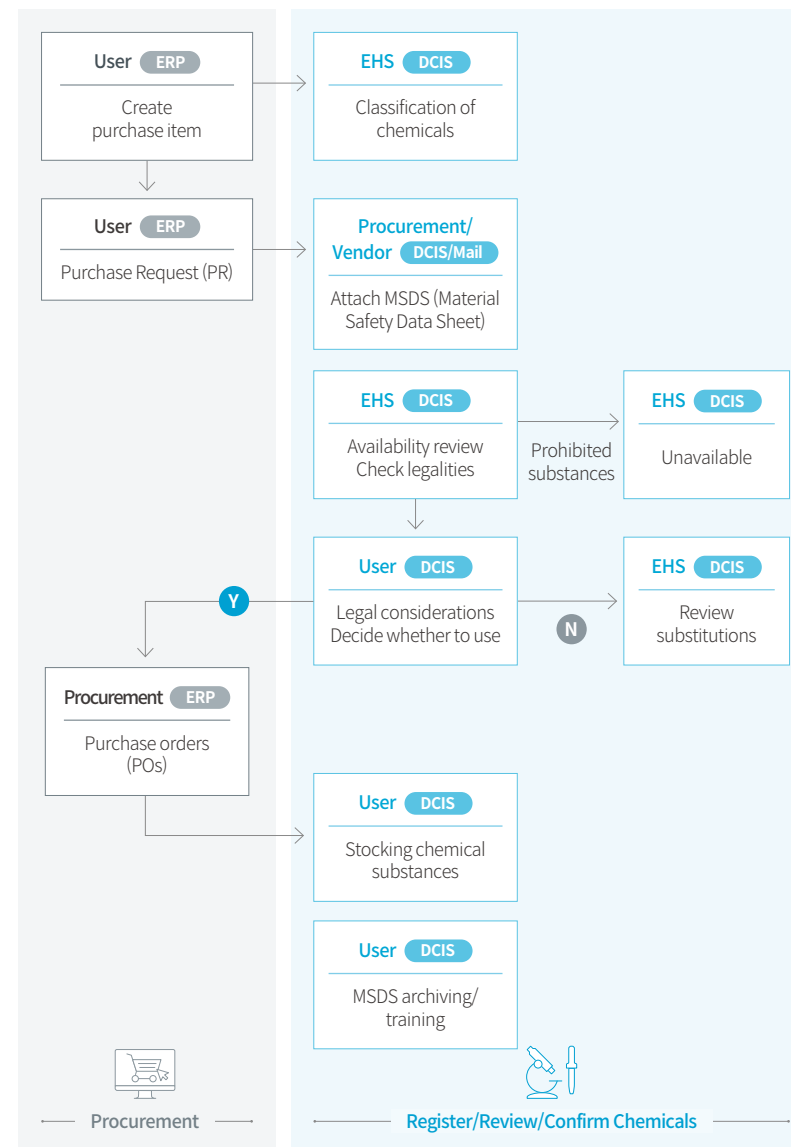 User ERP
Create
purchase item
EHS DCIS
Classification of
chemicals
User ERP
Purchase Request (PR)
Procurement/
Vendor DCIS/Mail
Attach MSDS (Material
Safety Data Sheet)
EHS DCIS
Availability review
Check legalities
Prohibited
substances
EHS DCIS
Unavailable
User DCIS
Legal considerations
Decide whether to use
Y
N
EHS DCIS
Review
substitutions
Procurement ERP
Purchase orders
(POs)
User DCIS
Stocking chemical
substances
User DCIS
MSDS archiving/
training
Procurement
Register/Review/Confirm Chemicals